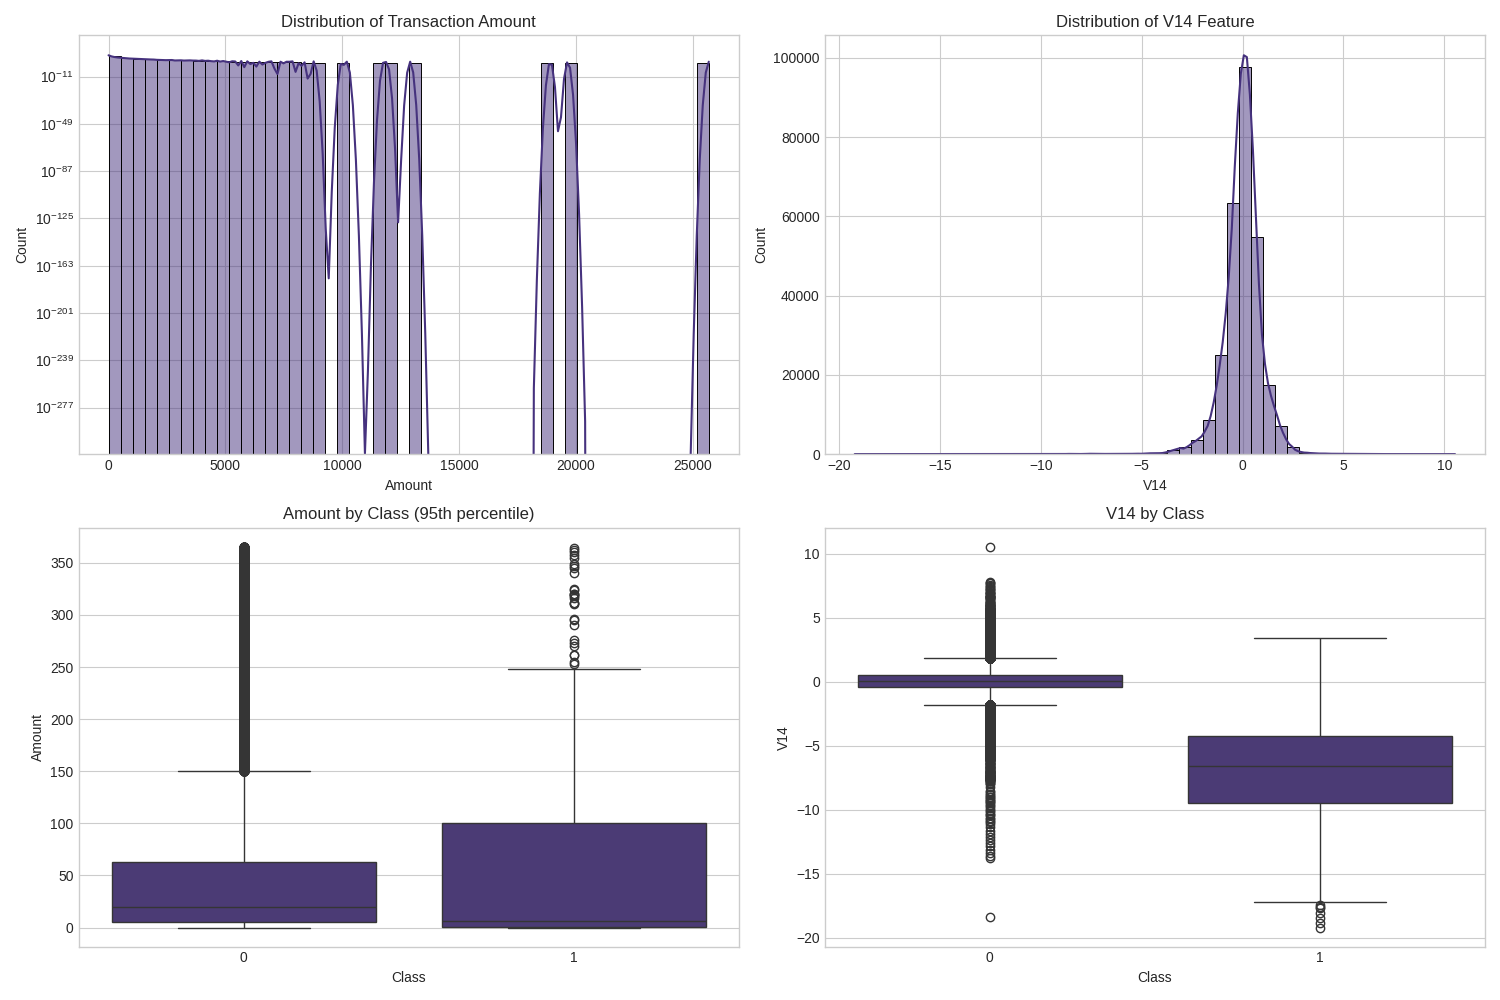 Distribution of Transaction Amount
Count
10⁻¹¹
10⁻⁴⁹
10⁻⁸⁷
10⁻¹²⁵
10⁻¹⁶³
10⁻²⁰¹
10⁻²³⁹
10⁻²⁷⁷
0 5000 10000 15000 20000 25000
Amount
Distribution of V14 Feature
Count
100000
80000
60000
40000
20000
0
−20 −15 −10 −5 0 5 10
V14
Amount by Class (95th percentile)
Amount
350
300
250
200
150
100
50
0
0 1
Class
V14 by Class
V14
10
5
0
−5
−10
−15
−20
0 1
Class